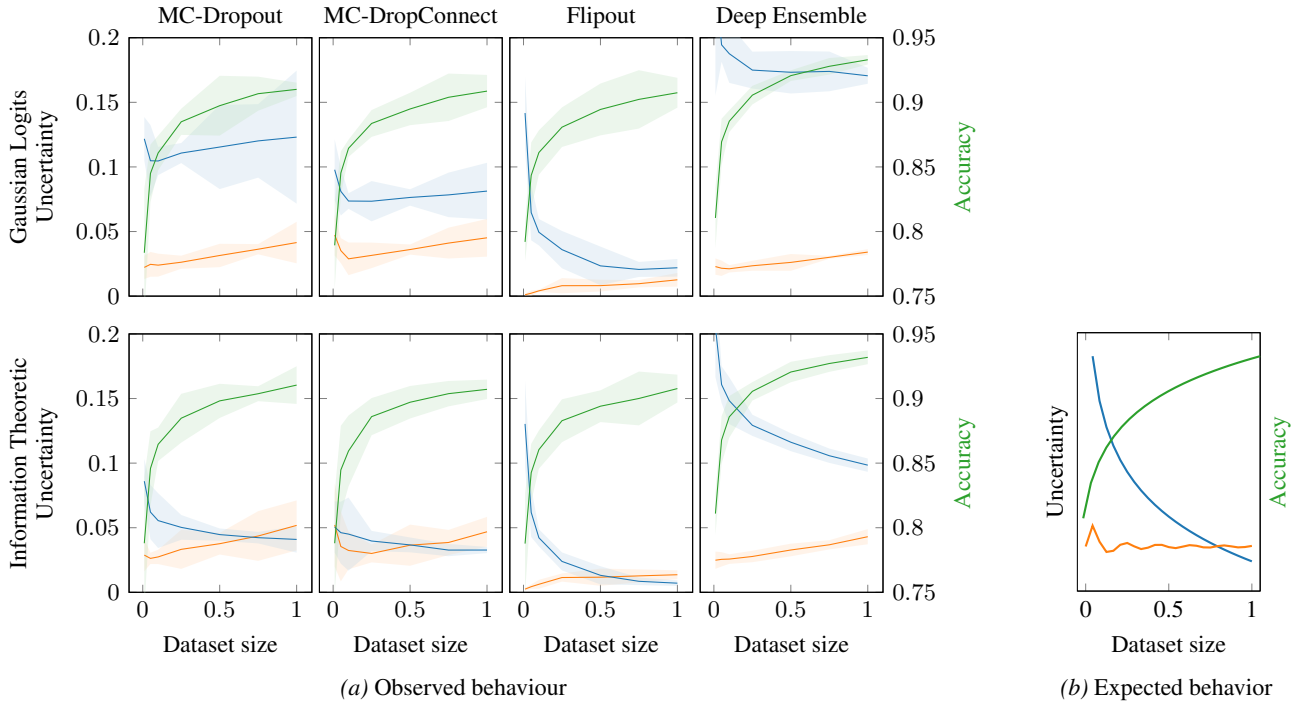 MC-Dropout MC-DropConnect Flipout Deep Ensemble
Gaussian Logits
Uncertainty
0.2
0.15
0.1
0.05
0
0.95
0.9
0.85
0.8
0.75
Accuracy
Information Theoretic
Uncertainty
0.2
0.15
0.1
0.05
0
0.95
0.9
0.85
0.8
0.75
Accuracy
0 0.5 1 0 0.5 1 0 0.5 1 0 0.5 1
Dataset size Dataset size Dataset size Dataset size
(a) Observed behaviour
Uncertainty
Accuracy
0 0.5 1
Dataset size
(b) Expected behavior